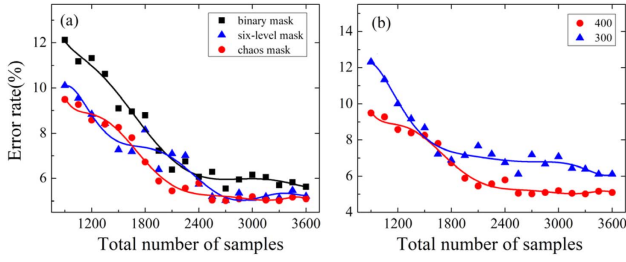 (a)
binary mask
six-level mask
chaos mask
Error rate(%)
12
10
8
6
1200 1800 2400 3000 3600
Total number of samples
(b)
400
300
14
12
10
8
6
4
1200 1800 2400 3000 3600
Total number of samples